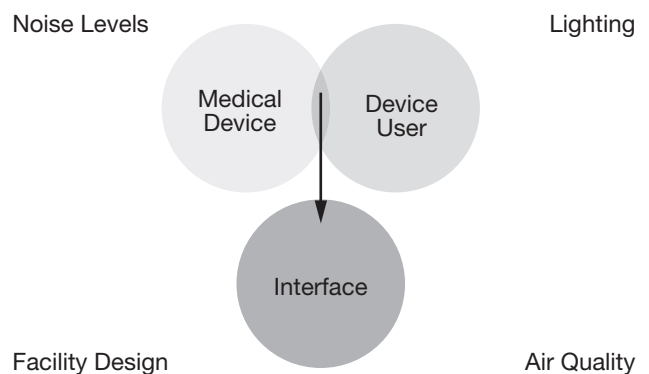 Noise Levels
Lighting
Medical
Device
Device
User
Interface
Facility Design
Air Quality